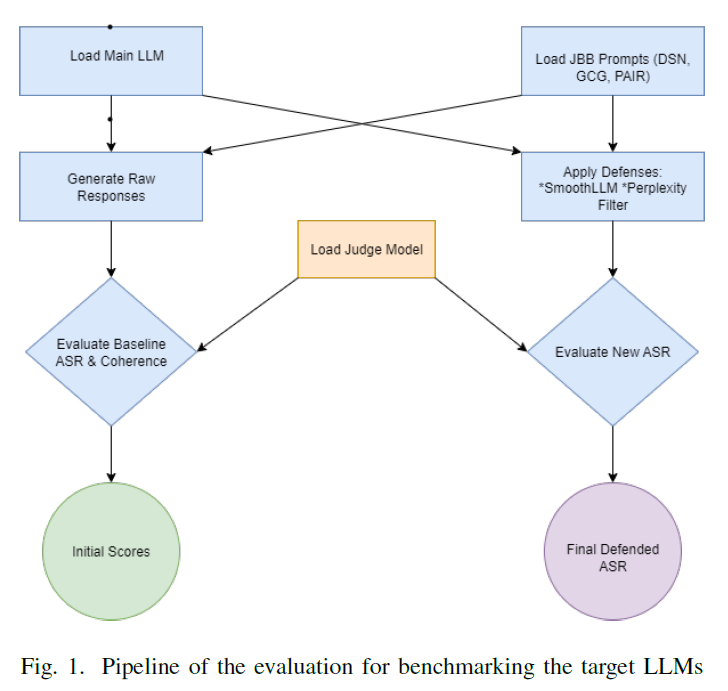 Load Main LLM
Load JBB Prompts (DSN,
GCG, PAIR)
Generate Raw
Responses
Apply Defenses:
*SmoothLLM *Perplexity
Filter
Load Judge Model
Evaluate Baseline
ASR & Coherence
Evaluate New ASR
Initial Scores
Final Defended
ASR
Fig. 1. Pipeline of the evaluation for benchmarking the target LLMs